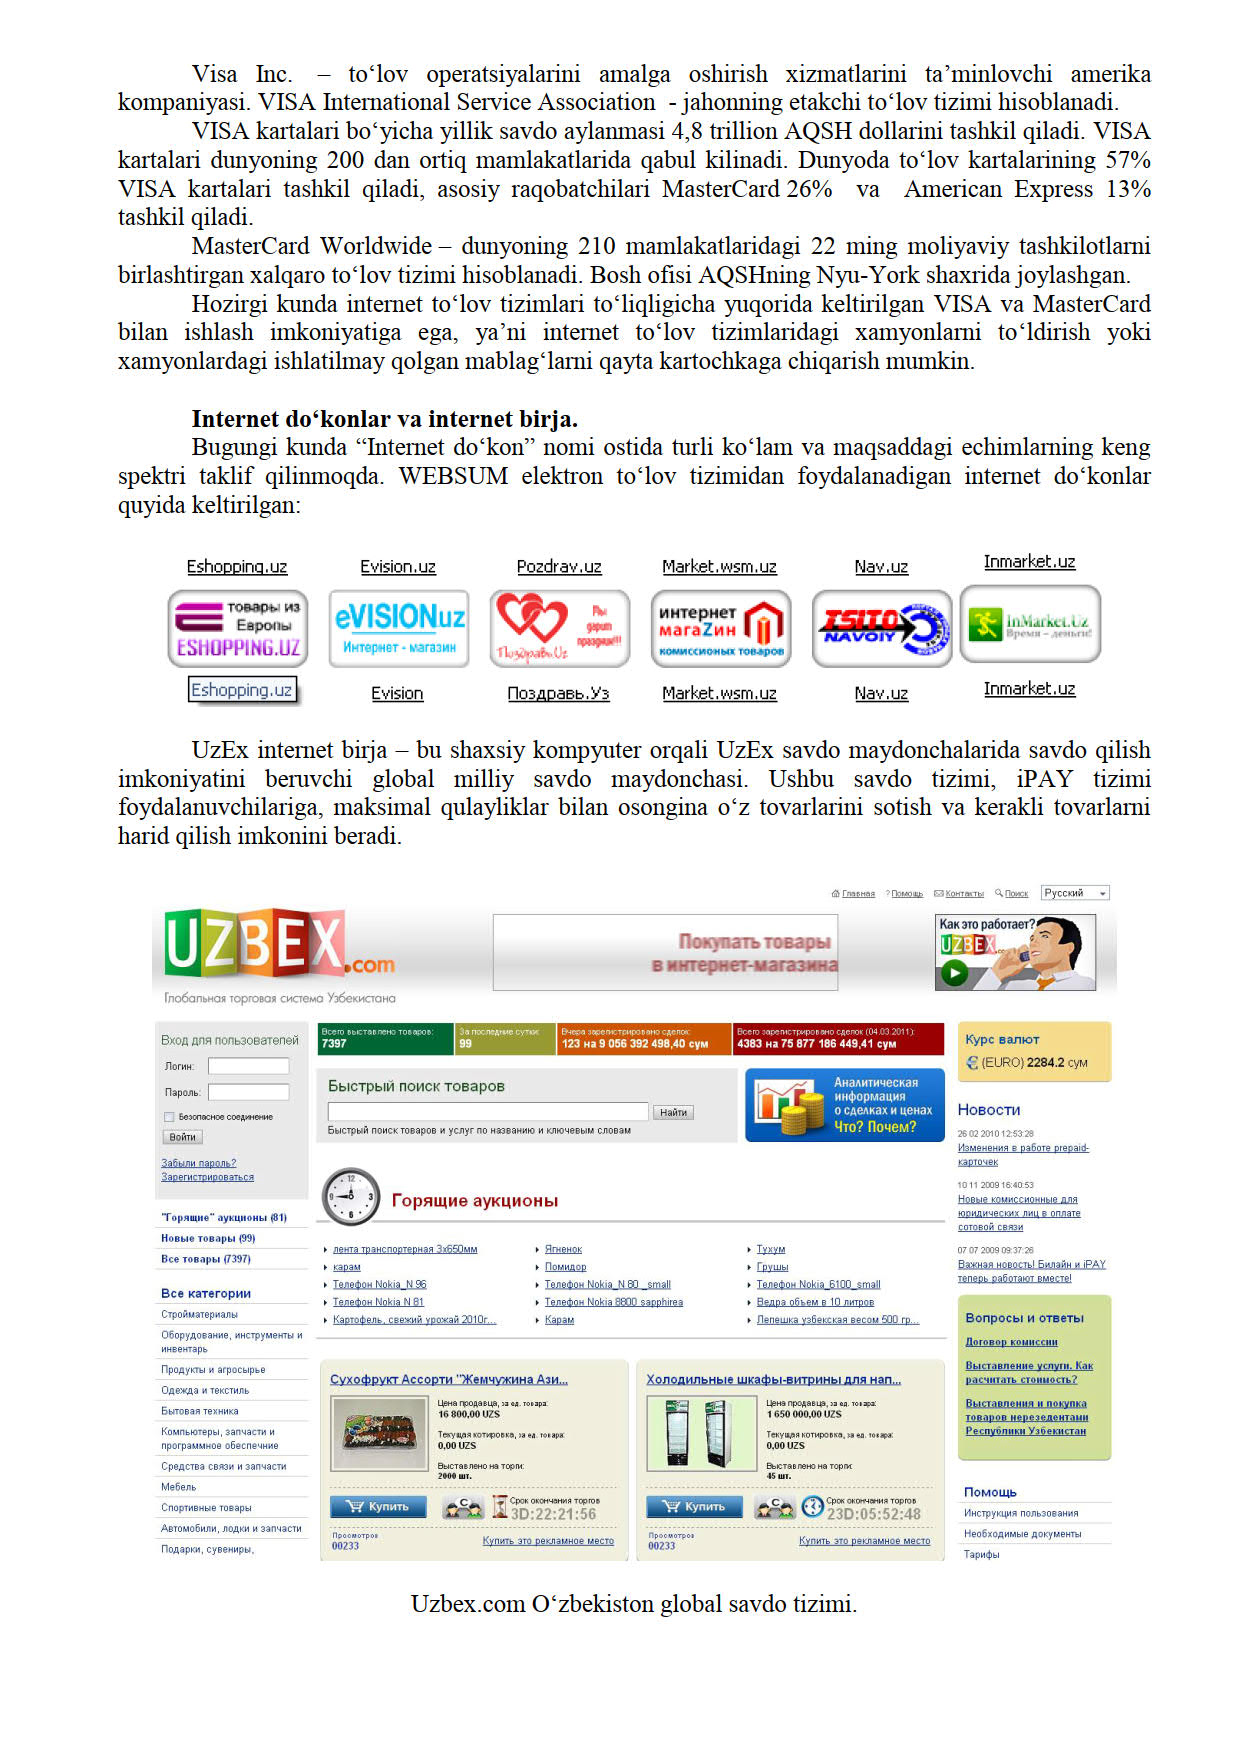 Visa Inc. – to‘lov operatsiyalarini amalga oshirish xizmatlarini ta’minlovchi amerika
kompaniyasi. VISA International Service Association - jahonning etakchi to‘lov tizimi hisoblanadi.
VISA kartalari bo‘yicha yillik savdo aylanmasi 4,8 trillion AQSH dollarini tashkil qiladi. VISA
kartalari dunyoning 200 dan ortiq mamlakatlarida qabul kilinadi. Dunyoda to‘lov kartalarining 57%
VISA kartalari tashkil qiladi, asosiy raqobatchilari MasterCard 26% va American Express 13%
tashkil qiladi.
MasterCard Worldwide – dunyoning 210 mamlakatlaridagi 22 ming moliyaviy tashkilotlarni
birlashtirgan xalqaro to‘lov tizimi hisoblanadi. Bosh ofisi AQSHning Nyu-York shaxrida joylashgan.
Hozirgi kunda internet to‘lov tizimlari to‘liqligicha yuqorida keltirilgan VISA va MasterCard
bilan ishlash imkoniyatiga ega, ya’ni internet to‘lov tizimlaridagi xamyonlarni to‘ldirish yoki
xamyonlardagi ishlatilmay qolgan mablag‘larni qayta kartochkaga chiqarish mumkin.
Internet do‘konlar va internet birja.
Bugungi kunda “Internet do‘kon” nomi ostida turli ko‘lam va maqsaddagi echimlarning keng
spektri taklif qilinmoqda. WEBSUM elektron to‘lov tizimidan foydalanadigan internet do‘konlar
quyida keltirilgan:
Eshopping.uz Evision.uz Pozdrav.uz Market.wsm.uz Nav.uz Inmarket.uz
товары из Европы ESHOPPING.UZ
eVISIONuz Интернет - магазин
Мы дарит праздник!!! Поздравь.Uz
интернет магаZин комиссионых товаров
ISITO NAVOIY
InMarket.Uz Время – деньги!
Eshopping.uz Evision Поздравь.Уз Market.wsm.uz Nav.uz Inmarket.uz
UzEx internet birja – bu shaxsiy kompyuter orqali UzEx savdo maydonchalarida savdo qilish
imkoniyatini beruvchi global milliy savdo maydonchasi. Ushbu savdo tizimi, iPAY tizimi
foydalanuvchilariga, maksimal qulayliklar bilan osongina o‘z tovarlarini sotish va kerakli tovarlarni
harid qilish imkonini beradi.
Главная ? Помощь Контакты Поиск Русский
UZBEX.com
Глобальная торговая система Узбекистана
Покупать товары
в интернет-магазина
Как это работает?
UZBEX
Вход для пользователей
Логин:
Пароль:
Безопасное соединение
Войти
Забыли пароль?
Зарегистрироваться
"Горящие" аукционы (81)
Новые товары (99)
Все товары (7397)
Все категории
Стройматериалы
Оборудование, инструменты и
инвентарь
Продукты и агросырье
Одежда и текстиль
Бытовая техника
Компьютеры, запчасти и
программное обеспечние
Средства связи и запчасти
Мебель
Спортивные товары
Автомобили, лодки и запчасти
Подарки, сувениры,
Всего выставлено товаров: За последние сутки: Вчера зарегистрировано сделок: Всего зарегистрировано сделок (04.03.2011):
7397 99 123 на 9 056 392 498,40 сум 4383 на 75 877 186 449,41 сум
Быстрый поиск товаров
Найти
Быстрый поиск товаров и услуг по названию и ключевым словам
Аналитическая
информация
о сделках и ценах
Что? Почем?
12 3 6 9
Горящие аукционы
лента транспортерная 3х650мм Ягненок Тухум
карам Помидор Грушы
Телефон Nokia_N 96 Телефон Nokia_N 80 _small Телефон Nokia_6100_small
Телефон Nokia N 81 Телефон Nokia 8800 sapphirea Ведра объем в 10 литров
Картофель, свежий урожай 2010г... Карам Лепешка узбекская весом 500 гр...
Сухофрукт Ассорти "Жемчужина Ази...
Цена продавца, за ед. товара:
16 800,00 UZS
Текущая котировка, за ед. товара:
0,00 UZS
Выставлено на торги:
2000 шт.
Купить
С
Срок окончания торгов
3D:22:21:56
Просмотров
00233
Купить это рекламное место
Холодильные шкафы-витрины для нап...
Цена продавца, за ед. товара:
1 650 000,00 UZS
Текущая котировка, за ед. товара:
0,00 UZS
Выставлено на торги:
45 шт.
Купить
С
Срок окончания торгов
23D:05:52:48
Просмотров
00233
Купить это рекламное место
Курс валют
€ (EURO) 2284.2 сум
Новости
26 02 2010 12:53:28
Изменения в работе prepaid-
карточек
10 11 2009 16:40:53
Новые комиссионные для
юридических лиц в оплате
сотовой связи
07 07 2009 09:37:26
Важная новость! Билайн и iPAY
теперь работают вместе!
Вопросы и ответы
Договор комиссии
Выставление услуги. Как
расчитать стоимость?
Выставления и покупка
товаров нерезедентами
Республики Узбекистан
Помощь
Инструкция пользования
Необходимые документы
Тарифы
Uzbex.com O‘zbekiston global savdo tizimi.